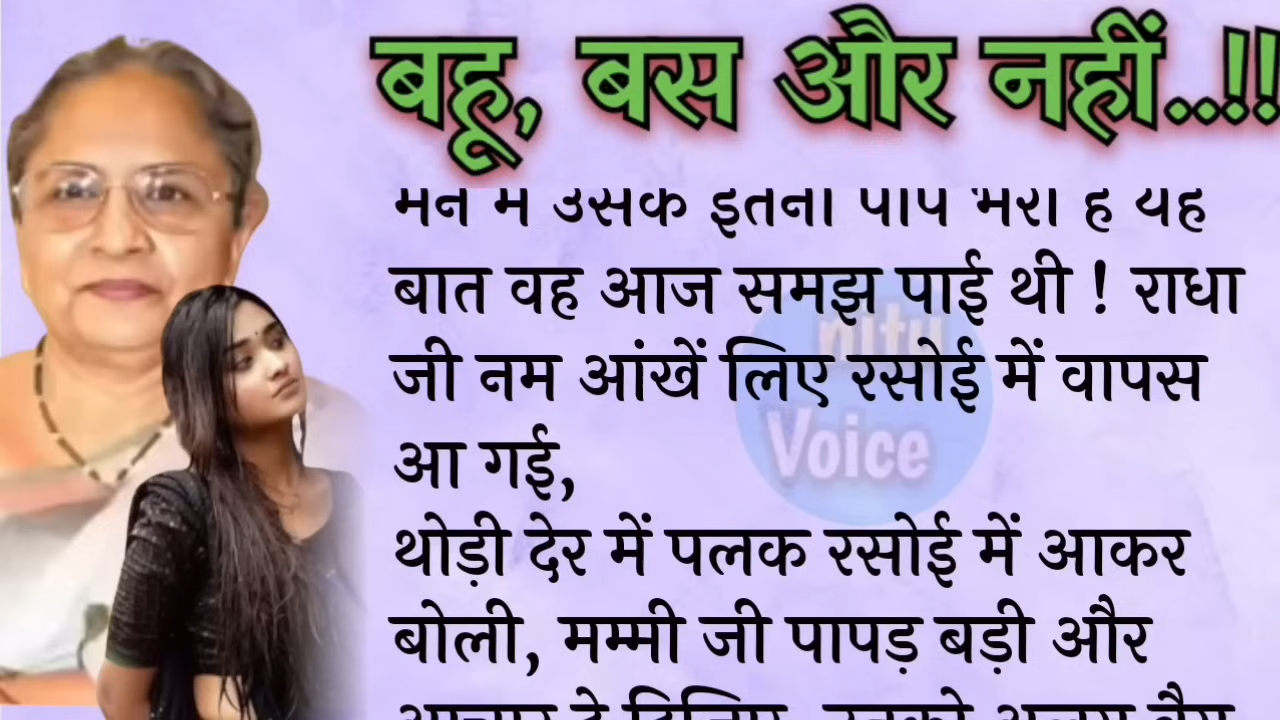 बहू, बस और नहीं..!!
मन में उसके इतना पाप भरा है यह
बात वह आज समझ पाई थी ! राधा
जी नम आंखें लिए रसोई में वापस
आ गई,
थोड़ी देर में पलक रसोई में आकर
बोली, मम्मी जी पापड़ बड़ी और
nitu
Voice